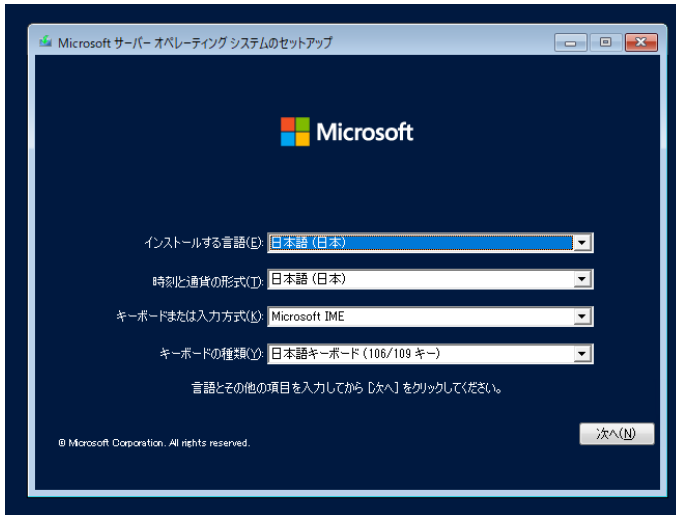 Microsoft サーバー オペレーティング システムのセットアップ
Microsoft
インストールする言語(E): 日本語 (日本)
時刻と通貨の形式(T): 日本語 (日本)
キーボードまたは入力方式(K): Microsoft IME
キーボードの種類(Y): 日本語キーボード (106/109 キー)
言語とその他の項目を入力してから [次へ] をクリックしてください。
次へ(N)
© Microsoft Corporation. All rights reserved.